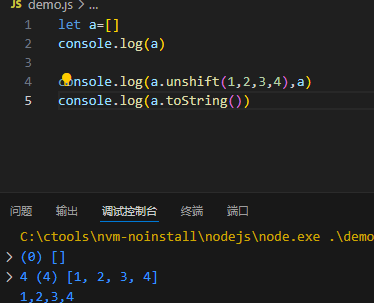 JS demo.js > ...
1 let a=[]
2 console.log(a)
3
4 console.log(a.unshift(1,2,3,4),a)
5 console.log(a.toString())
问题 输出 调试控制台 终端 端口
C:\ctools\nvm-noinstall\nodejs\node.exe .\demo
> (0) []
> 4 (4) [1, 2, 3, 4]
1,2,3,4